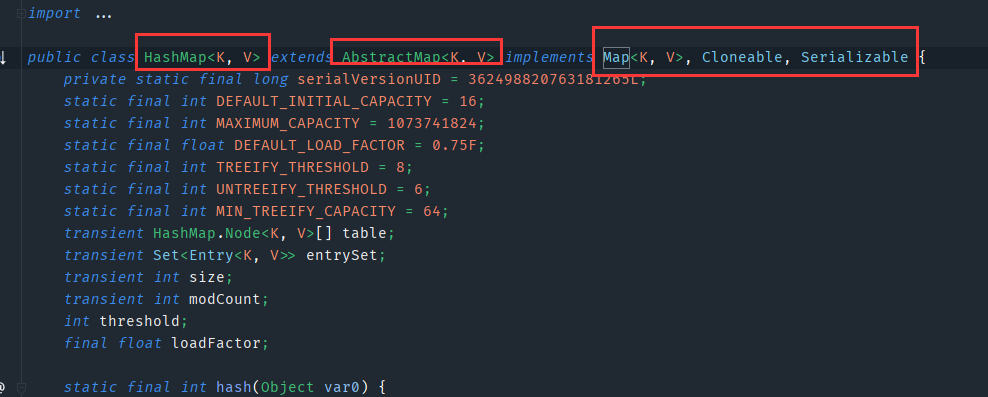 import ...
public class HashMap<K, V> extends AbstractMap<K, V> implements Map<K, V>, Cloneable, Serializable {
private static final long serialVersionUID = 362498820763181265L;
static final int DEFAULT_INITIAL_CAPACITY = 16;
static final int MAXIMUM_CAPACITY = 1073741824;
static final float DEFAULT_LOAD_FACTOR = 0.75F;
static final int TREEIFY_THRESHOLD = 8;
static final int UNTREEIFY_THRESHOLD = 6;
static final int MIN_TREEIFY_CAPACITY = 64;
transient HashMap.Node<K, V>[] table;
transient Set<Entry<K, V>> entrySet;
transient int size;
transient int modCount;
int threshold;
final float loadFactor;
static final int hash(Object var0) {